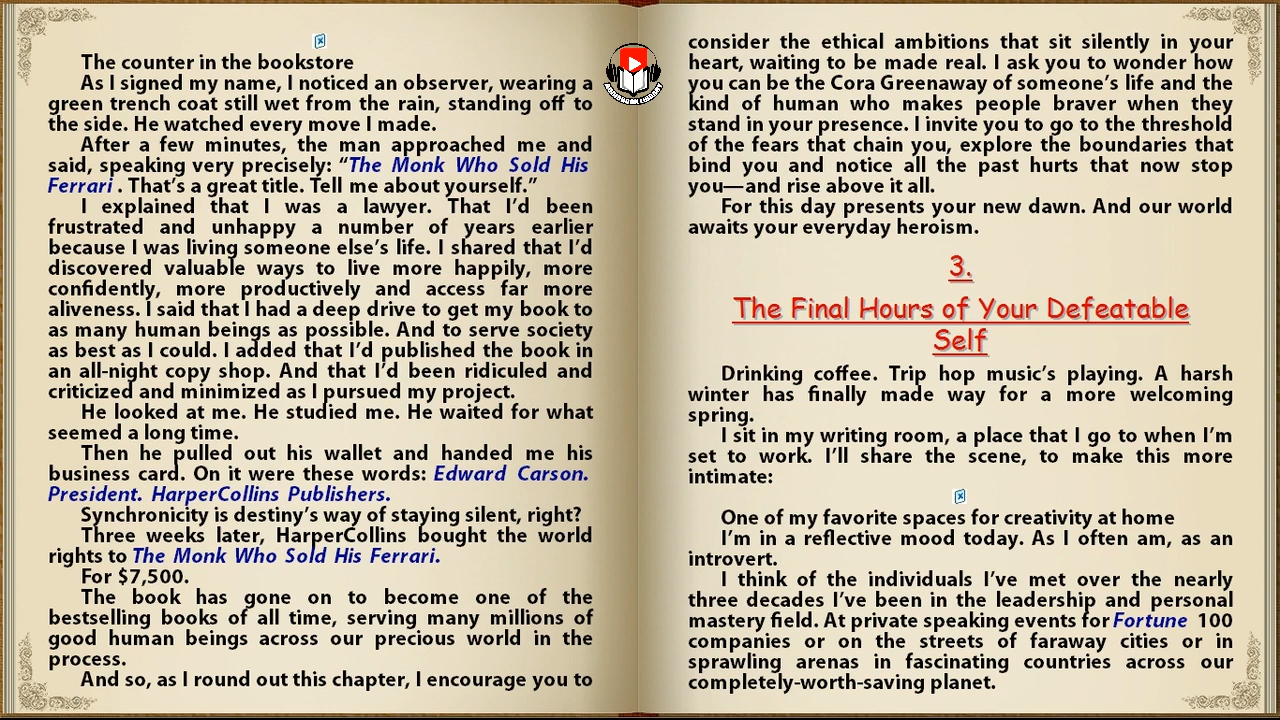 The counter in the bookstore
As I signed my name, I noticed an observer, wearing a
green trench coat still wet from the rain, standing off to
the side. He watched every move I made.
After a few minutes, the man approached me and
said, speaking very precisely: “The Monk Who Sold His
Ferrari . That’s a great title. Tell me about yourself.”
I explained that I was a lawyer. That I’d been
frustrated and unhappy a number of years earlier
because I was living someone else’s life. I shared that I’d
discovered valuable ways to live more happily, more
confidently, more productively and access far more
aliveness. I said that I had a deep drive to get my book to
as many human beings as possible. And to serve society
as best as I could. I added that I’d published the book in
an all-night copy shop. And that I’d been ridiculed and
criticized and minimized as I pursued my project.
He looked at me. He studied me. He waited for what
seemed a long time.
Then he pulled out his wallet and handed me his
business card. On it were these words: Edward Carson.
President. HarperCollins Publishers.
Synchronicity is destiny’s way of staying silent, right?
Three weeks later, HarperCollins bought the world
rights to The Monk Who Sold His Ferrari.
For $7,500.
The book has gone on to become one of the
bestselling books of all time, serving many millions of
good human beings across our precious world in the
process.
And so, as I round out this chapter, I encourage you to
consider the ethical ambitions that sit silently in your
heart, waiting to be made real. I ask you to wonder how
you can be the Cora Greenaway of someone’s life and the
kind of human who makes people braver when they
stand in your presence. I invite you to go to the threshold
of the fears that chain you, explore the boundaries that
bind you and notice all the past hurts that now stop
you—and rise above it all.
For this day presents your new dawn. And our world
awaits your everyday heroism.
3.
The Final Hours of Your Defeatable
Self
Drinking coffee. Trip hop music’s playing. A harsh
winter has finally made way for a more welcoming
spring.
I sit in my writing room, a place that I go to when I’m
set to work. I’ll share the scene, to make this more
intimate:
One of my favorite spaces for creativity at home
I’m in a reflective mood today. As I often am, as an
introvert.
I think of the individuals I’ve met over the nearly
three decades I’ve been in the leadership and personal
mastery field. At private speaking events for Fortune 100
companies or on the streets of faraway cities or in
sprawling arenas in fascinating countries across our
completely-worth-saving planet.